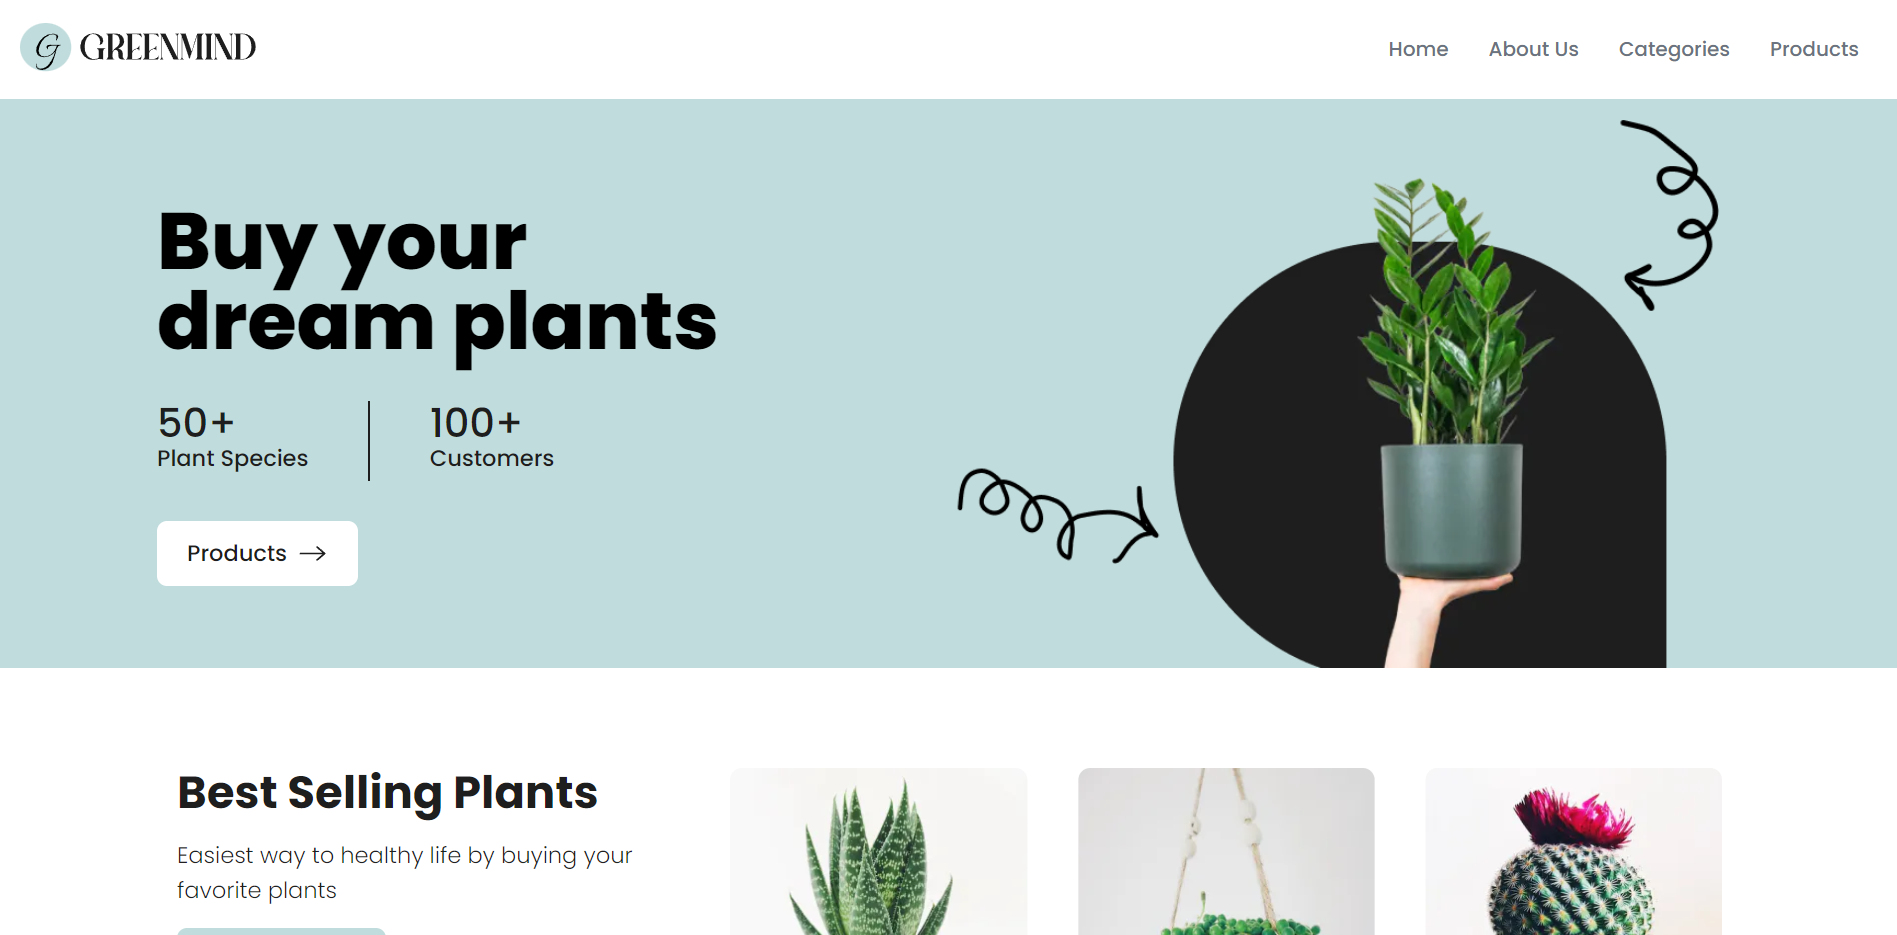 G GREENMIND
Home About Us Categories Products
Buy your
dream plants
50+ 100+
Plant Species Customers
Products
Best Selling Plants
Easiest way to healthy life by buying your
favorite plants